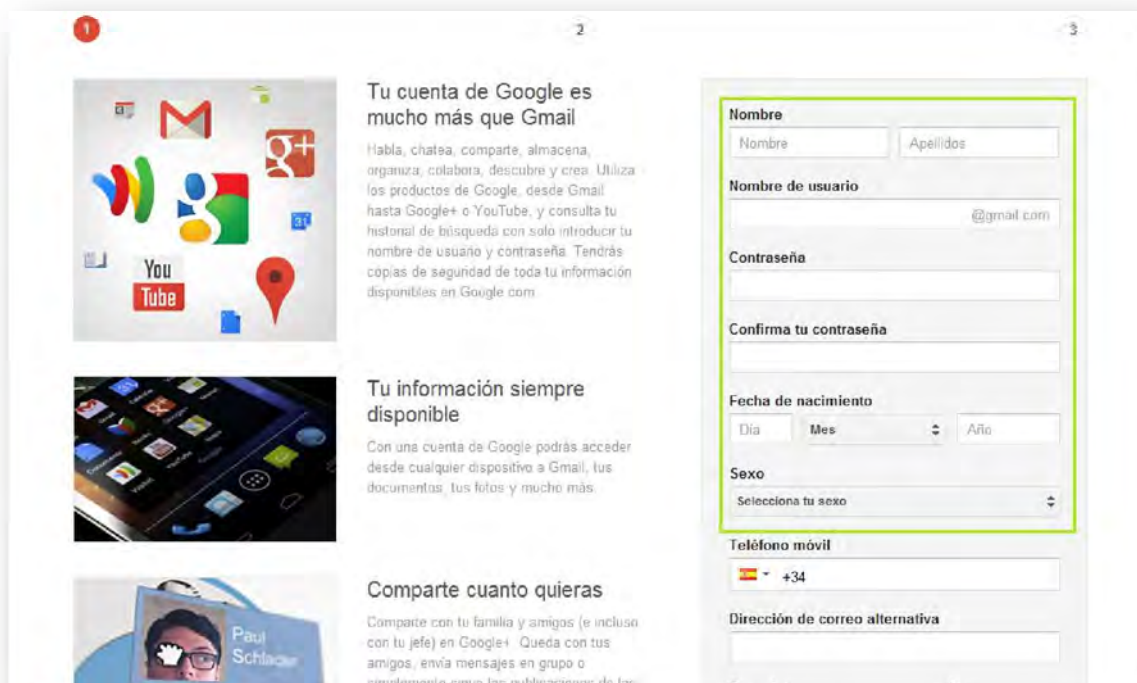 1
2
3
Tu cuenta de Google es
mucho más que Gmail
Habla, chatea, comparte, almacena,
organiza, colabora, descubre y crea. Utiliza
los productos de Google, desde Gmail
hasta Google+ o YouTube, y consulta tu
historial de búsqueda con solo introducir tu
nombre de usuario y contraseña. Tendrás
copias de seguridad de toda tu información
disponibles en Google.com.
g+
g
31
You
Tube
Tu información siempre
disponible
Con una cuenta de Google podrás acceder
desde cualquier dispositivo a Gmail, tus
documentos, tus fotos y mucho más.
Comparte cuanto quieras
Comparte con tu familia y amigos (e incluso
con tu jefe) en Google+. Queda con tus
amigos, envía mensajes en grupo o
Paul
Schlacter
Nombre
Nombre
Apellidos
Nombre de usuario
@gmail.com
Contraseña
Confirma tu contraseña
Fecha de nacimiento
Día
Mes
Año
Sexo
Selecciona tu sexo
Teléfono móvil
+34
Dirección de correo alternativa